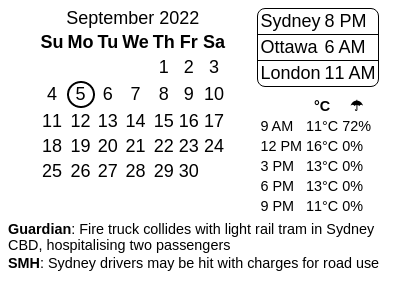 September 2022
Su Mo Tu We Th Fr Sa
1 2 3
4 5 6 7 8 9 10
11 12 13 14 15 16 17
18 19 20 21 22 23 24
25 26 27 28 29 30
Sydney 8 PM
Ottawa 6 AM
London 11 AM
°C ☂
9 AM 11°C 72%
12 PM 16°C 0%
3 PM 13°C 0%
6 PM 13°C 0%
9 PM 11°C 0%
Guardian: Fire truck collides with light rail tram in Sydney
CBD, hospitalising two passengers
SMH: Sydney drivers may be hit with charges for road use